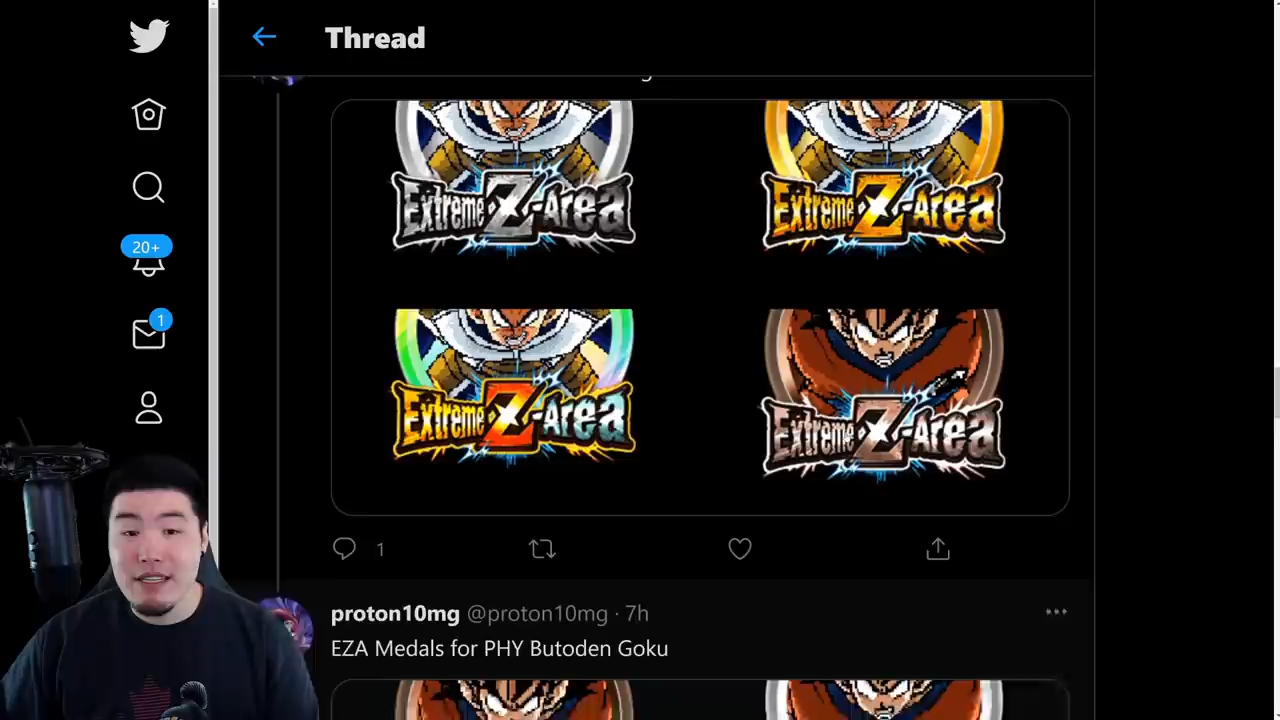 Thread
Extreme Z-Area
Extreme Z-Area
Extreme Z-Area
Extreme Z-Area
20+
1
1
proton10mg @proton10mg · 7h
EZA Medals for PHY Butoden Goku